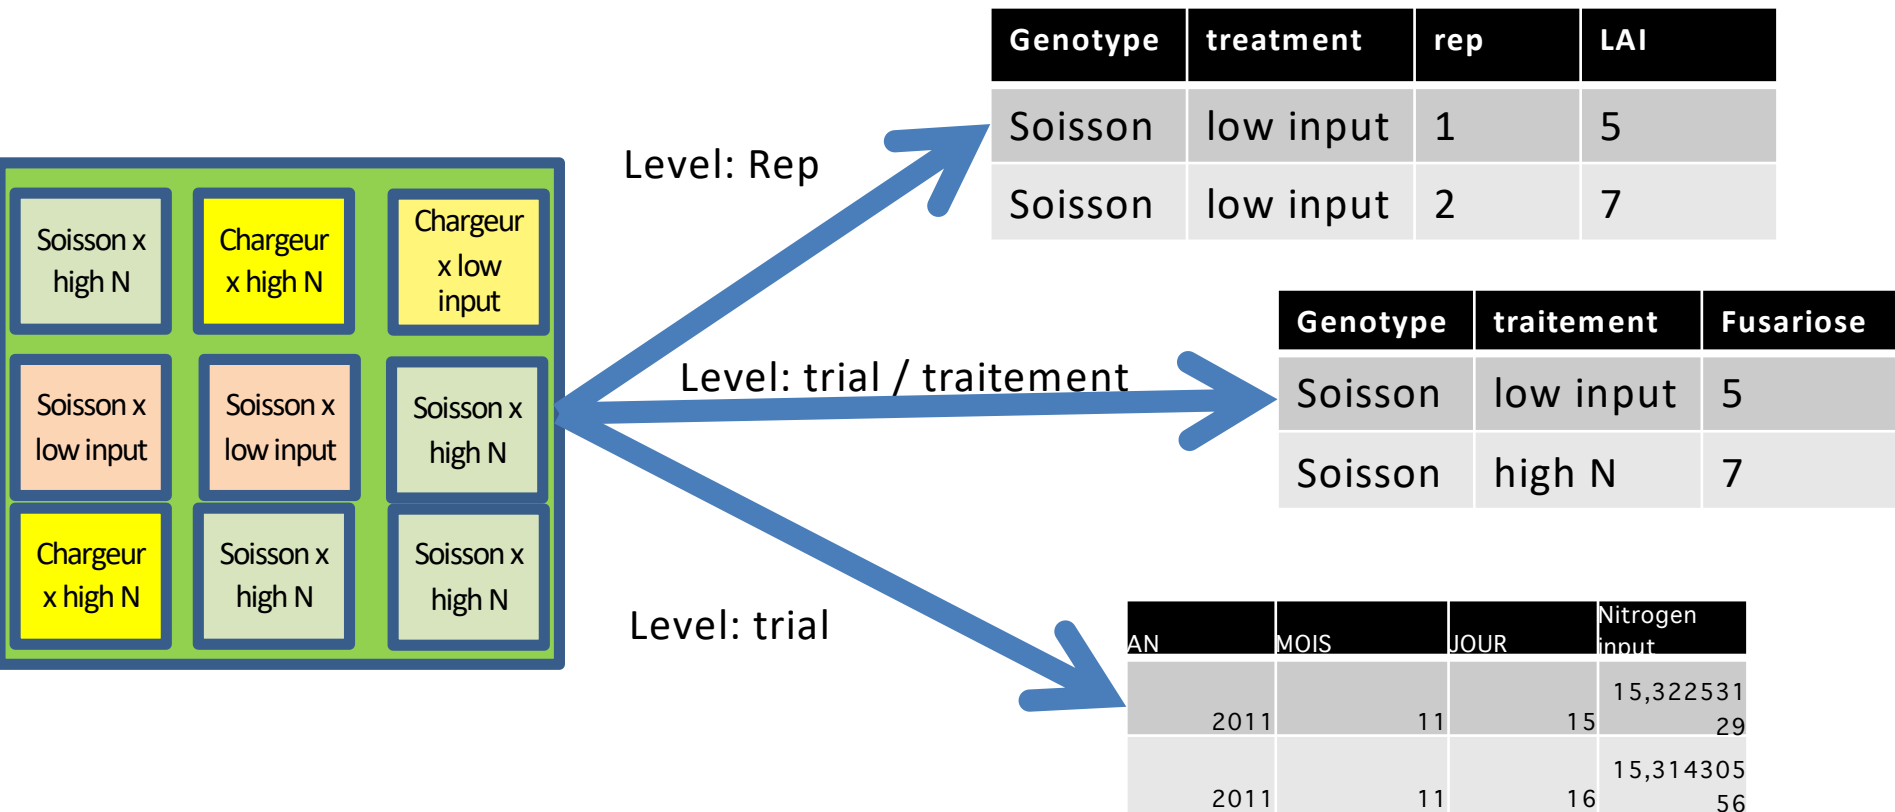 Soisson x
high N
Chargeur
x high N
Chargeur
x low
input
Soisson x
low input
Soisson x
low input
Soisson x
high N
Chargeur
x high N
Soisson x
high N
Soisson x
high N
Level: Rep
Level: trial / traitement
Level: trial
Genotype treatment rep LAI
Soisson low input 1 5
Soisson low input 2 7
Genotype traitement Fusariose
Soisson low input 5
Soisson high N 7
AN MOIS JOUR Nitrogen
input
2011 11 15 15,322531
29
2011 11 16 15,314305
56